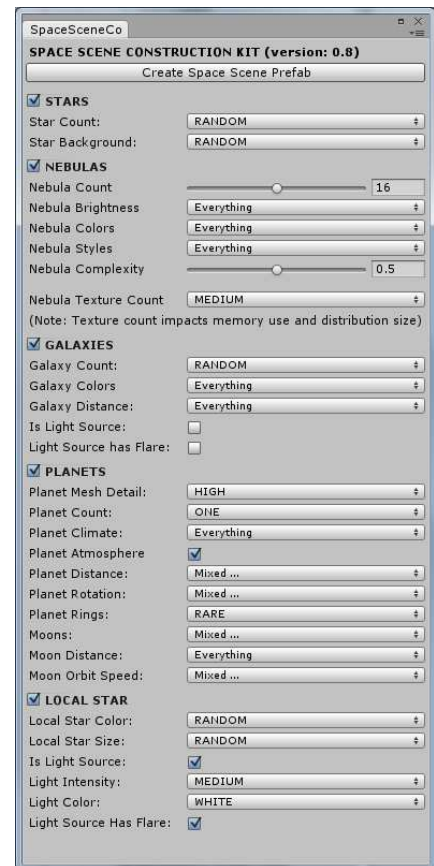 SpaceSceneCo
SPACE SCENE CONSTRUCTION KIT (version: 0.8)
Create Space Scene Prefab
STARS
Star Count: RANDOM
Star Background: RANDOM
NEBULAS
Nebula Count 16
Nebula Brightness Everything
Nebula Colors Everything
Nebula Styles Everything
Nebula Complexity 0.5
Nebula Texture Count MEDIUM
(Note: Texture count impacts memory use and distribution size)
GALAXIES
Galaxy Count: RANDOM
Galaxy Colors Everything
Galaxy Distance: Everything
Is Light Source:
Light Source has Flare:
PLANETS
Planet Mesh Detail: HIGH
Planet Count: ONE
Planet Climate: Everything
Planet Atmosphere
Planet Distance: Mixed ...
Planet Rotation: Mixed ...
Planet Rings: RARE
Moons: Mixed ...
Moon Distance: Everything
Moon Orbit Speed: Mixed ...
LOCAL STAR
Local Star Color: RANDOM
Local Star Size: RANDOM
Is Light Source:
Light Intensity: MEDIUM
Light Color: WHITE
Light Source Has Flare: